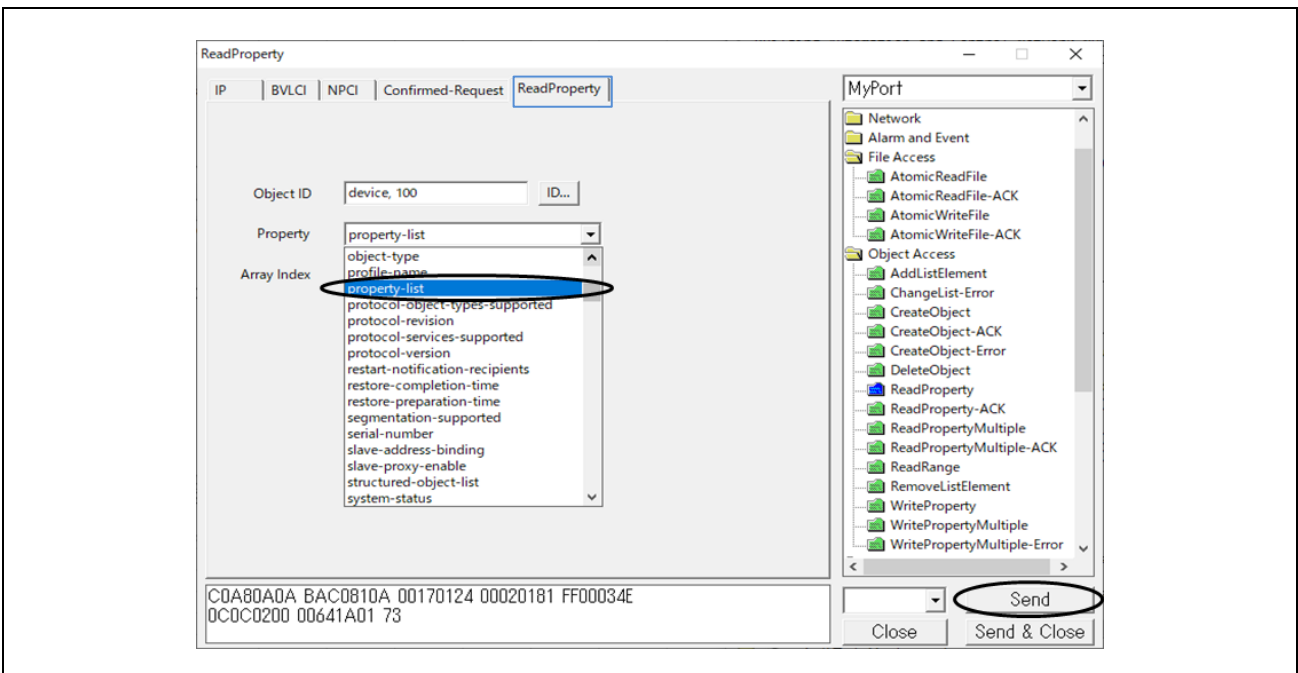 ReadProperty
IP BVLCI NPCI Confirmed-Request ReadProperty
Object ID device, 100 ID...
Property property-list
Array Index
object-type
profile-name
property-list
protocol-object-types-supported
protocol-revision
protocol-services-supported
protocol-version
restart-notification-recipients
restore-completion-time
restore-preparation-time
segmentation-supported
serial-number
slave-address-binding
slave-proxy-enable
structured-object-list
system-status
C0A80A0A BAC0810A 00170124 00020181 FF00034E
0C0C0200 00641A01 73
MyPort
Network
Alarm and Event
File Access
AtomicReadFile
AtomicReadFile-ACK
AtomicWriteFile
AtomicWriteFile-ACK
Object Access
AddListElement
ChangeList-Error
CreateObject
CreateObject-ACK
CreateObject-Error
DeleteObject
ReadProperty
ReadProperty-ACK
ReadPropertyMultiple
ReadPropertyMultiple-ACK
ReadRange
RemoveListElement
WriteProperty
WritePropertyMultiple
WritePropertyMultiple-Error
Send
Close Send & Close